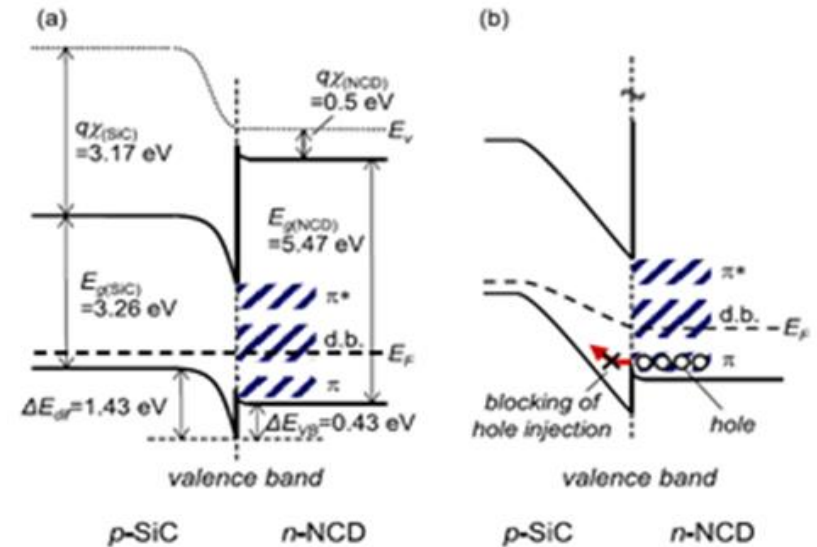 (a)
qχ(NCD)
=0.5 eV
Ev
qχ(SiC)
=3.17 eV
Eg(NCD)
=5.47 eV
Eg(SiC)
=3.26 eV
π*
d.b.
EF
π
ΔEdif=1.43 eV
ΔEVB=0.43 eV
valence band
p-SiC
n-NCD
(b)
π*
d.b.
EF
π
blocking of
hole injection
hole
valence band
p-SiC
n-NCD